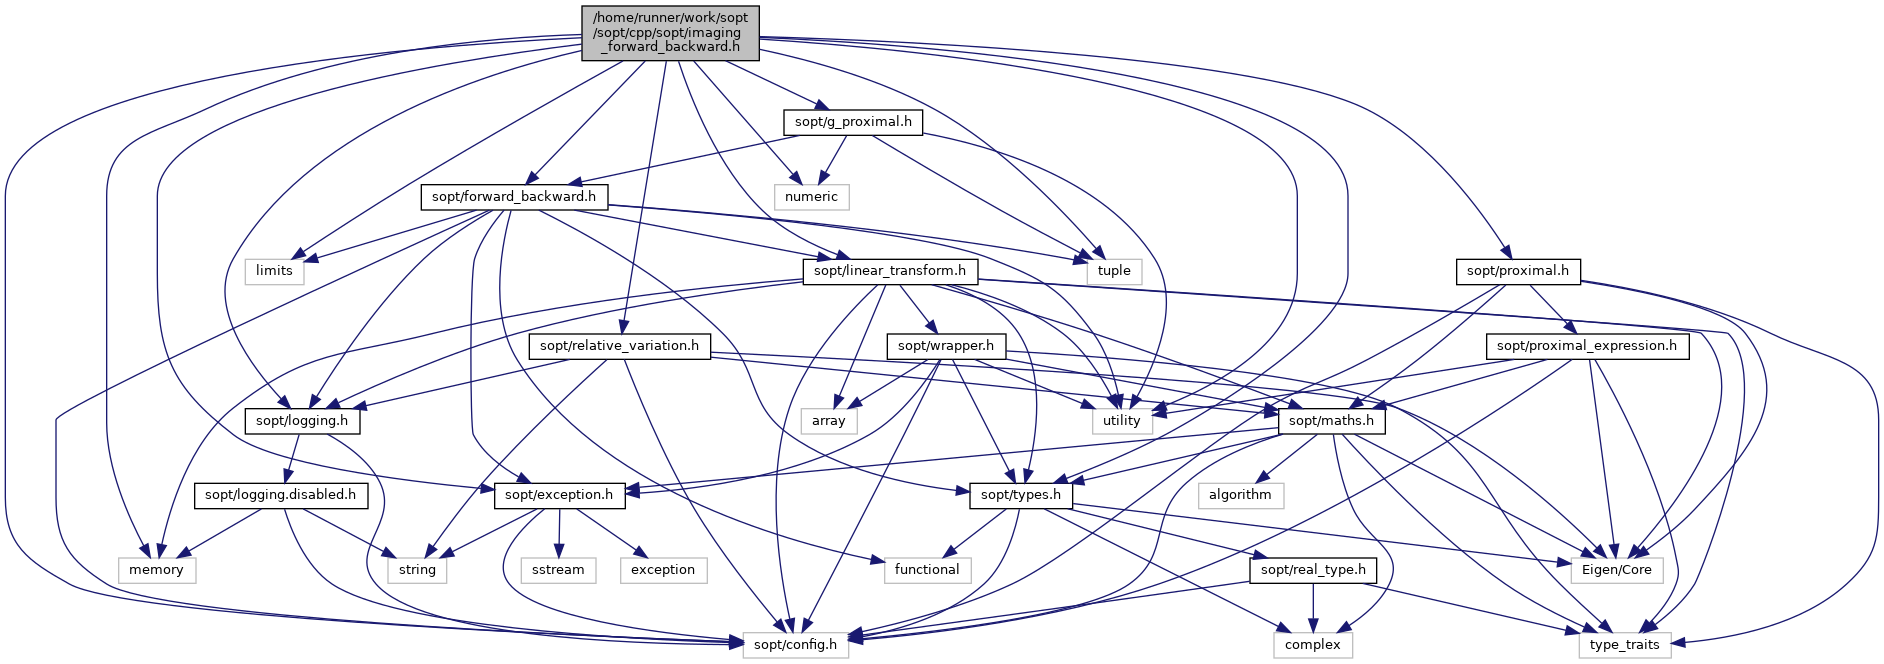 /home/runner/work/sopt
/sopt/cpp/sopt/imaging
_forward_backward.h
sopt/g_proximal.h
sopt/forward_backward.h
numeric
limits
sopt/linear_transform.h
tuple
sopt/proximal.h
sopt/relative_variation.h
sopt/wrapper.h
sopt/proximal_expression.h
sopt/logging.h
array
utility
sopt/maths.h
sopt/logging.disabled.h
sopt/exception.h
sopt/types.h
algorithm
memory
string
sstream
exception
functional
sopt/real_type.h
Eigen/Core
sopt/config.h
complex
type_traits